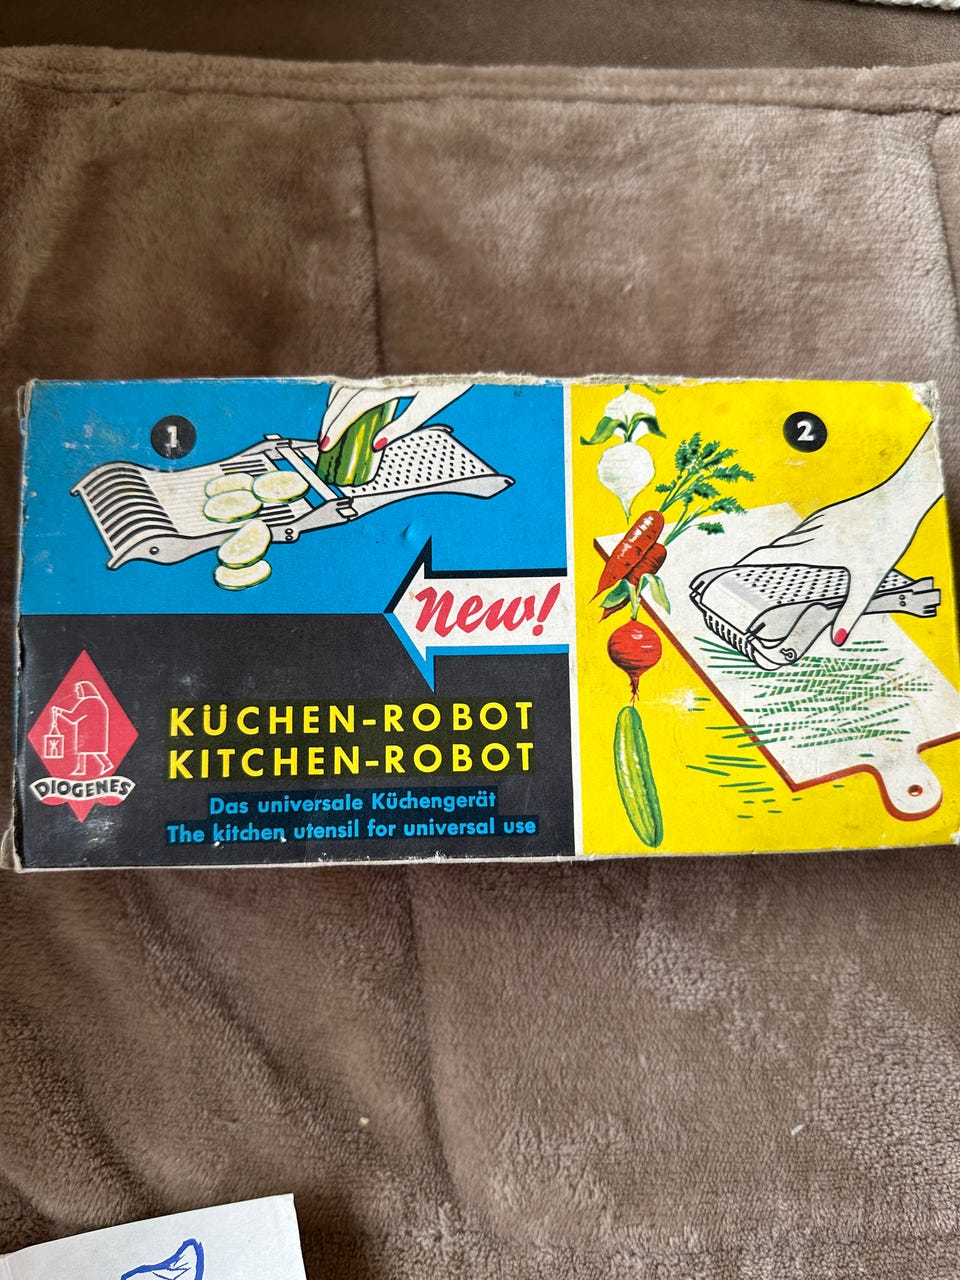 1
2
New!
KÜCHEN-ROBOT
KITCHEN-ROBOT
Das universale Küchengerät
The kitchen utensil for universal use
DIOGENES